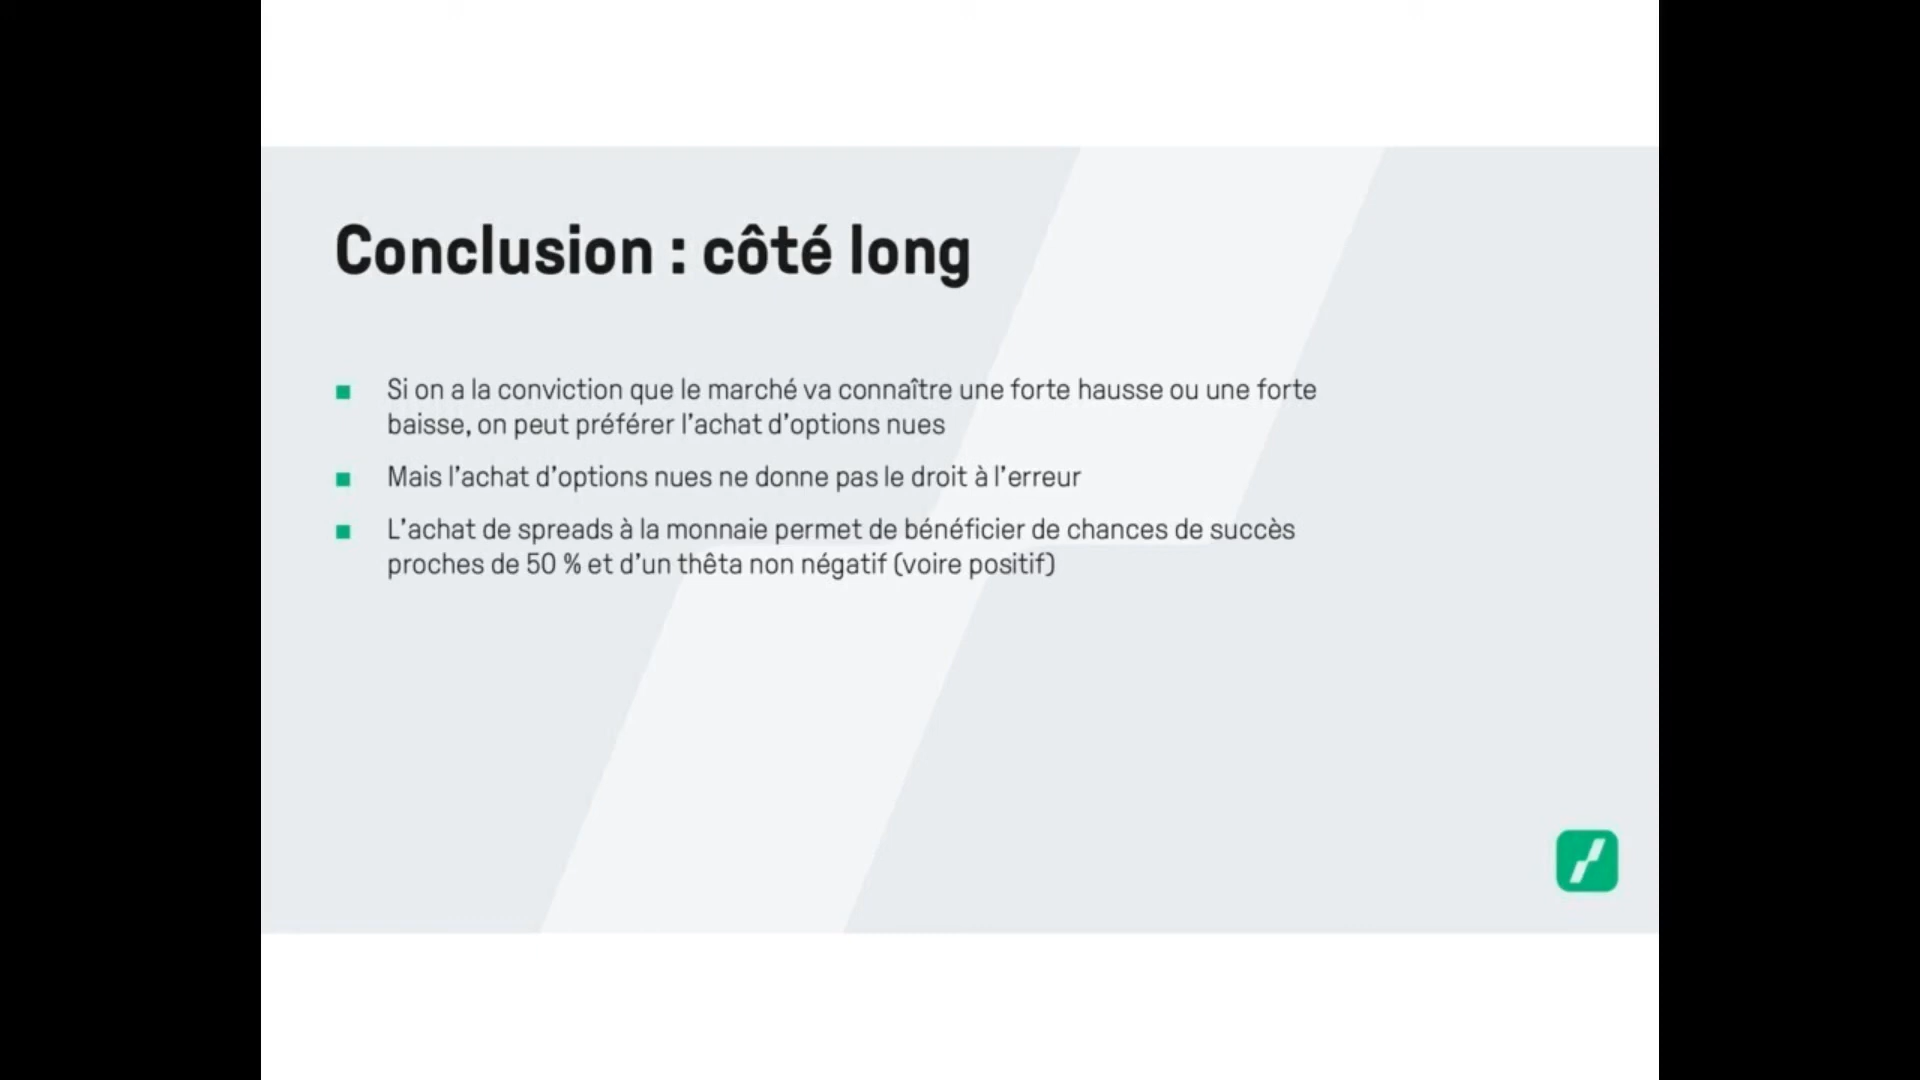 Conclusion : côté long
Si on a la conviction que le marché va connaître une forte hausse ou une forte
baisse, on peut préférer l’achat d’options nues
Mais l’achat d’options nues ne donne pas le droit à l’erreur
L’achat de spreads à la monnaie permet de bénéficier de chances de succès
proches de 50 % et d’un thêta non négatif (voire positif)